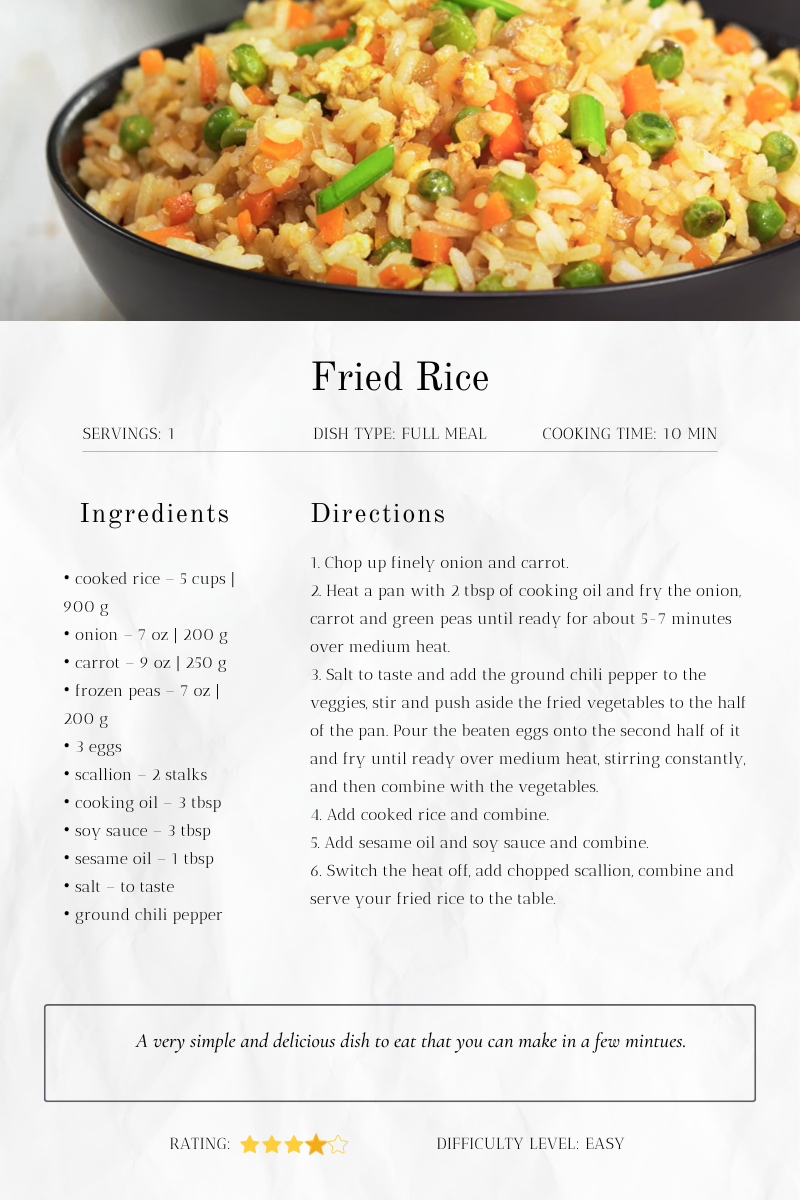 Fried Rice
SERVINGS: 1
DISH TYPE: FULL MEAL
COOKING TIME: 10 MIN
Ingredients
• cooked rice – 5 cups |
900 g
• onion – 7 oz | 200 g
• carrot – 9 oz | 250 g
• frozen peas – 7 oz |
200 g
• 3 eggs
• scallion – 2 stalks
• cooking oil – 3 tbsp
• soy sauce – 3 tbsp
• sesame oil – 1 tbsp
• salt – to taste
• ground chili pepper
Directions
1. Chop up finely onion and carrot.
2. Heat a pan with 2 tbsp of cooking oil and fry the onion,
carrot and green peas until ready for about 5-7 minutes
over medium heat.
3. Salt to taste and add the ground chili pepper to the
veggies, stir and push aside the fried vegetables to the half
of the pan. Pour the beaten eggs onto the second half of it
and fry until ready over medium heat, stirring constantly,
and then combine with the vegetables.
4. Add cooked rice and combine.
5. Add sesame oil and soy sauce and combine.
6. Switch the heat off, add chopped scallion, combine and
serve your fried rice to the table.
A very simple and delicious dish to eat that you can make in a few mintues.
RATING:
DIFFICULTY LEVEL: EASY